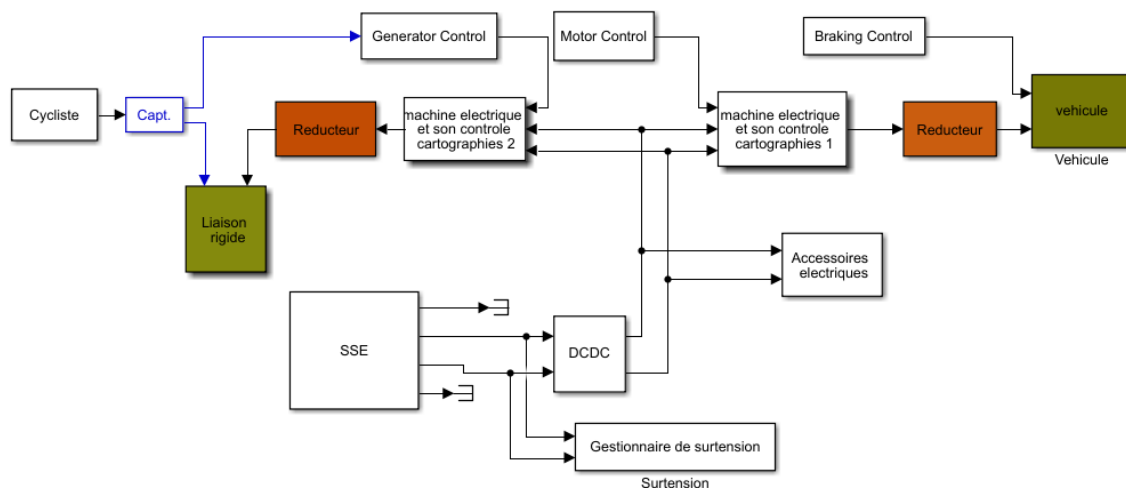 Generator Control
Motor Control
Braking Control
Cycliste
Capt.
Reducteur
machine electrique
et son controle
cartographies 2
machine electrique
et son controle
cartographies 1
Reducteur
vehicule
Vehicule
Liaison
rigide
Accessoires
electriques
SSE
DCDC
Gestionnaire de surtension
Surtension